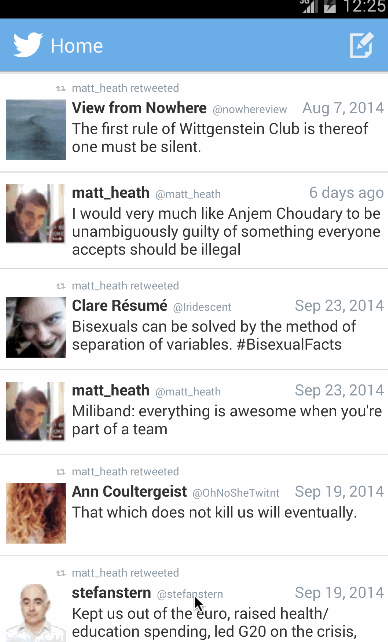 3G 12:25
Home
matt_heath retweeted
View from Nowhere @nowhereview Aug 7, 2014
The first rule of Wittgenstein Club is thereof
one must be silent.
matt_heath @matt_heath 6 days ago
I would very much like Anjem Choudary to be
unambiguously guilty of something everyone
accepts should be illegal
matt_heath retweeted
Clare Résumé @Iridescent Sep 23, 2014
Bisexuals can be solved by the method of
separation of variables. #BisexualFacts
matt_heath @matt_heath Sep 23, 2014
Miliband: everything is awesome when you're
part of a team
matt_heath retweeted
Ann Coultergeist @OhNoSheTwitnt Sep 19, 2014
That which does not kill us will eventually.
matt_heath retweeted
stefanstern @stefanstern Sep 19, 2014
Kept us out of the euro, raised health/
education spending, led G20 on the crisis,